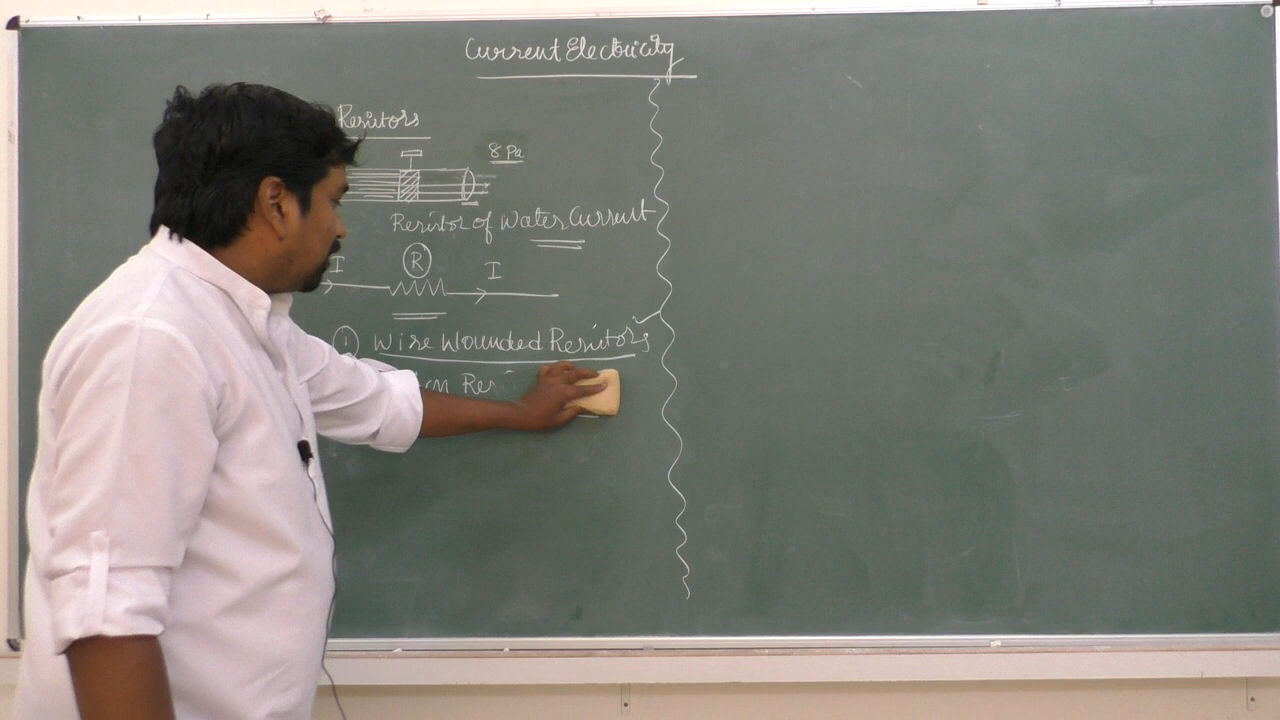 Current Electricity
Resistors
8 Pa
Resistor of Water Current
I R I
1 Wire Wounded Resistors